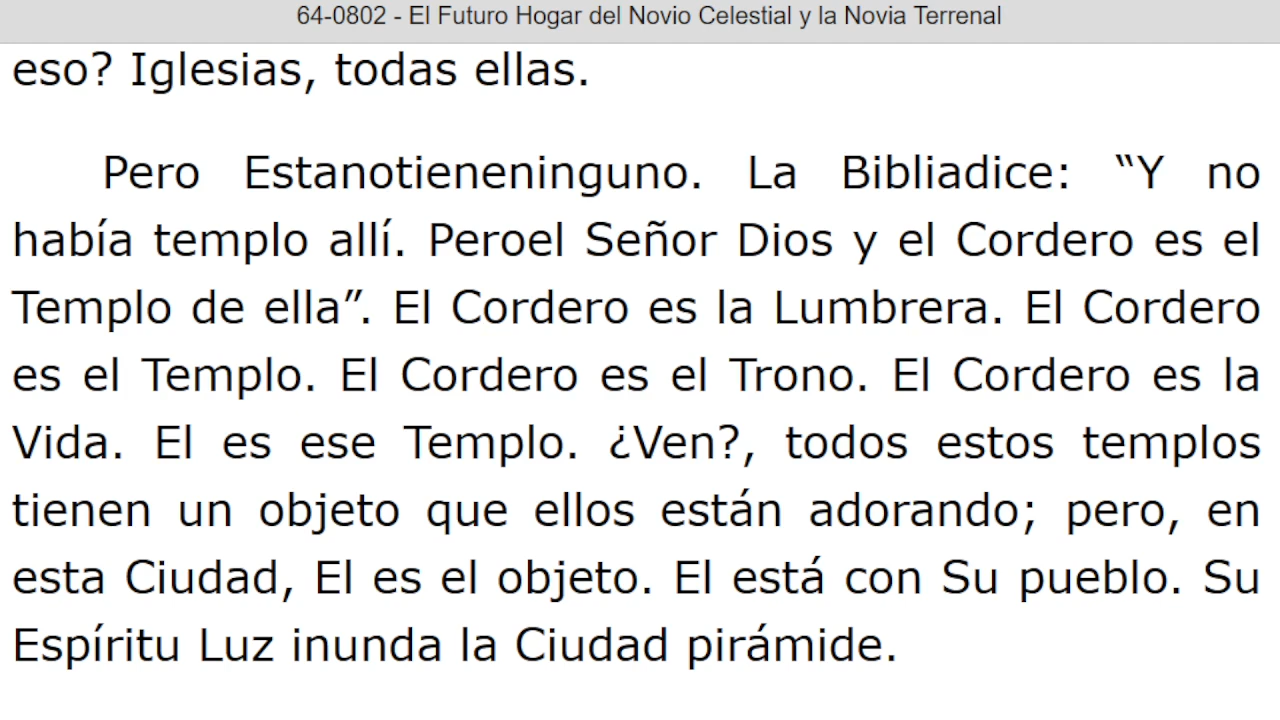 64-0802 - El Futuro Hogar del Novio Celestial y la Novia Terrenal
eso? Iglesias, todas ellas.
Pero Estanotieneninguno. La Bibliadice: “Y no
había templo allí. Peroel Señor Dios y el Cordero es el
Templo de ella”. El Cordero es la Lumbrera. El Cordero
es el Templo. El Cordero es el Trono. El Cordero es la
Vida. El es ese Templo. ¿Ven?, todos estos templos
tienen un objeto que ellos están adorando; pero, en
esta Ciudad, El es el objeto. El está con Su pueblo. Su
Espíritu Luz inunda la Ciudad pirámide.